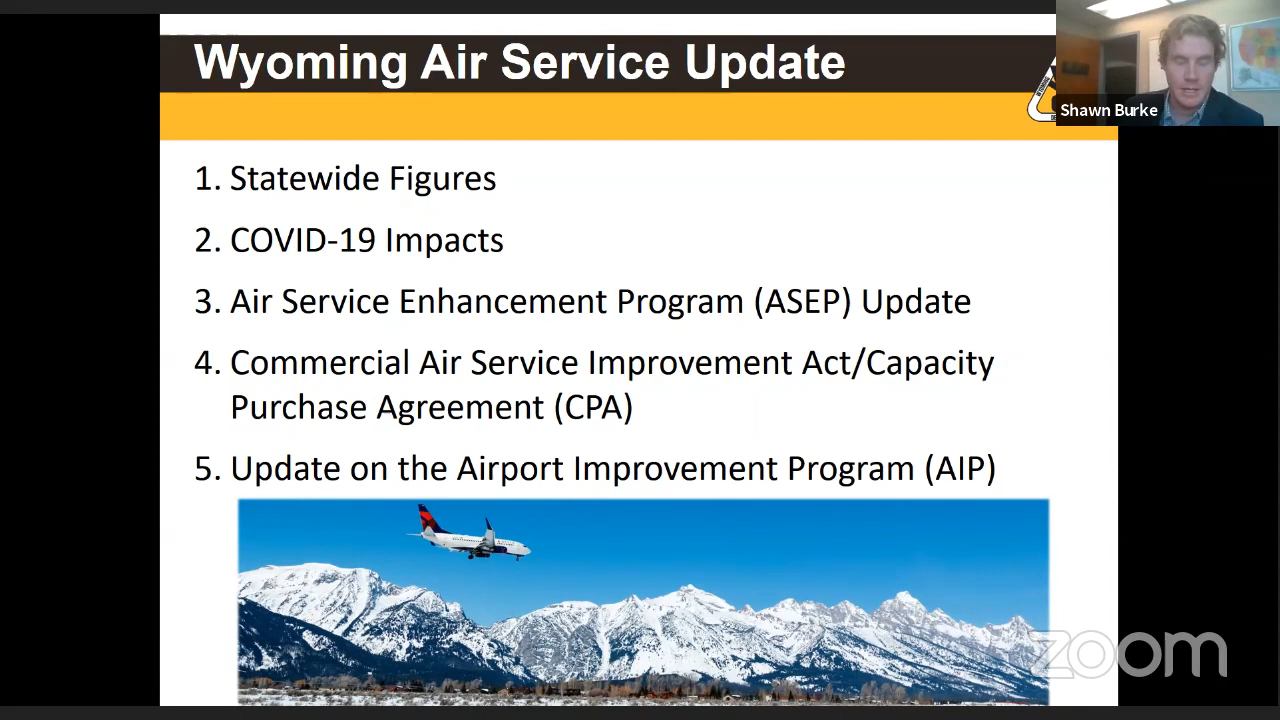 Wyoming Air Service Update
Shawn Burke
1. Statewide Figures
2. COVID-19 Impacts
3. Air Service Enhancement Program (ASEP) Update
4. Commercial Air Service Improvement Act/Capacity
Purchase Agreement (CPA)
5. Update on the Airport Improvement Program (AIP)
zoom